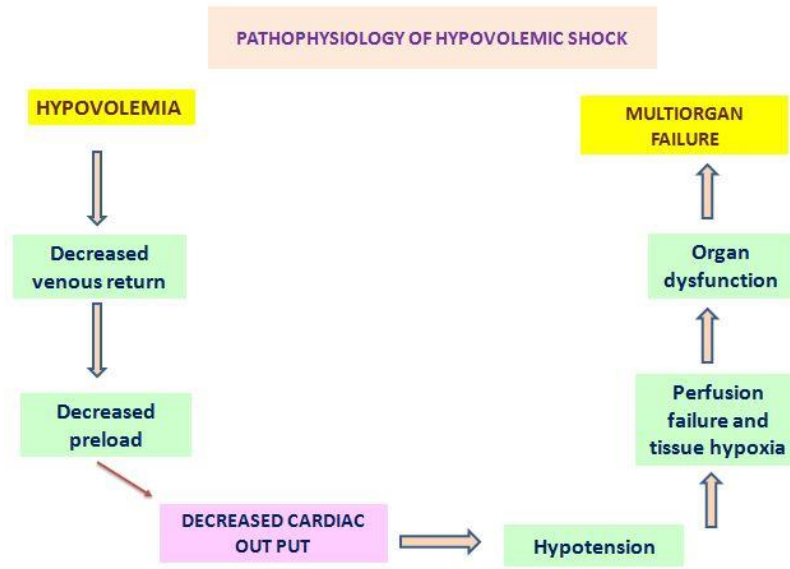 PATHOPHYSIOLOGY OF HYPOVOLEMIC SHOCK
HYPOVOLEMIA
Decreased
venous return
Decreased
preload
DECREASED CARDIAC
OUT PUT
Hypotension
Perfusion
failure and
tissue hypoxia
Organ
dysfunction
MULTIORGAN
FAILURE